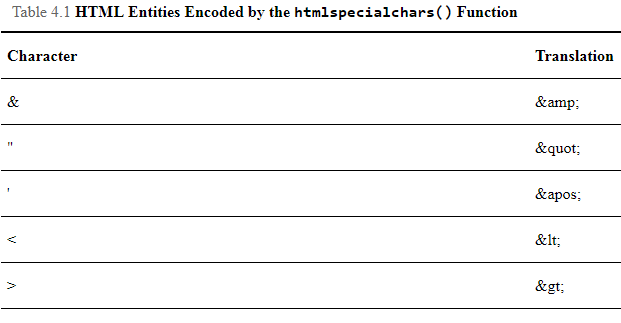 Table 4.1 HTML Entities Encoded by the htmlspecialchars() Function
Character Translation
& &amp;
" &quot;
' &apos;
< &lt;
> &gt;